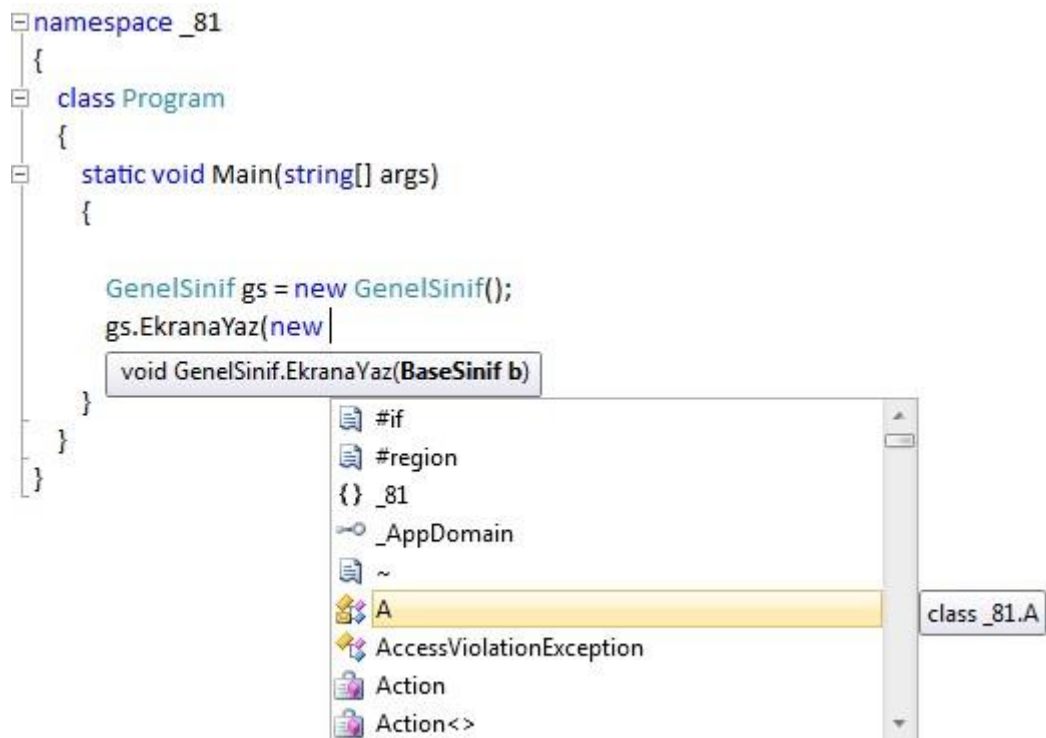 namespace _81
{
class Program
{
static void Main(string[] args)
{
GenelSinif gs = new GenelSinif();
gs.EkranaYaz(new
void GenelSinif.EkranaYaz(BaseSinif b)
}
}
}
#if
#region
{} _81
_AppDomain
~
A
class _81.A
AccessViolationException
Action
Action<>